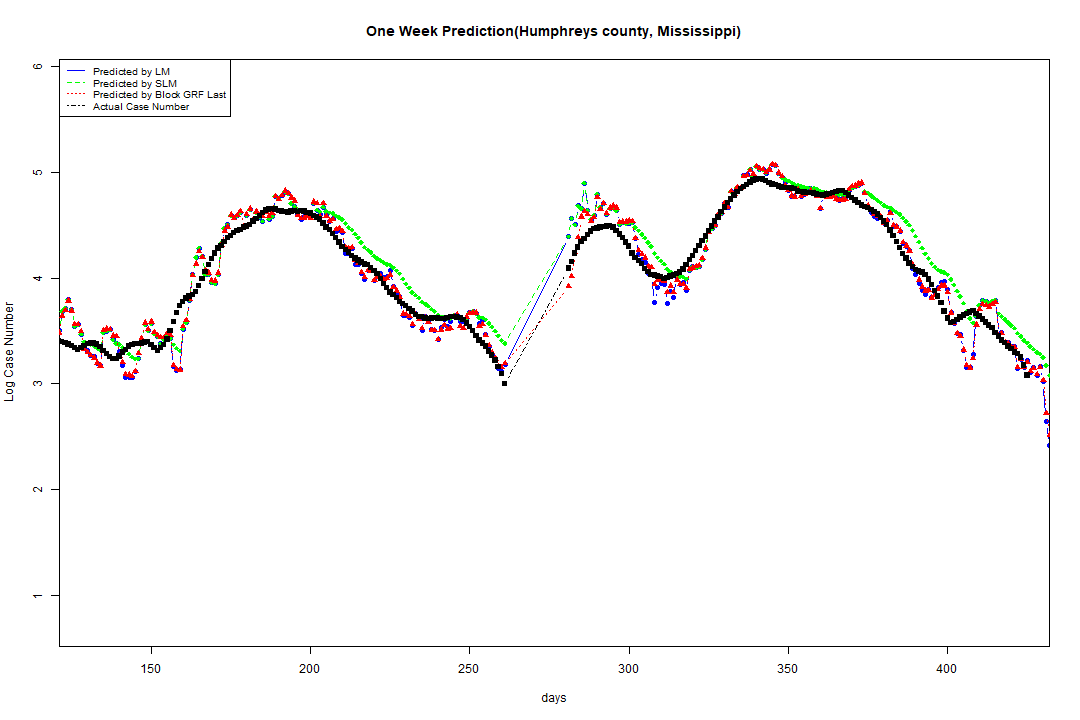 One Week Prediction(Humphreys county, Mississippi)
Predicted by LM
Predicted by SLM
Predicted by Block GRF Last
Actual Case Number
6
5
4
3
2
1
Log Case Number
150 200 250 300 350 400
days